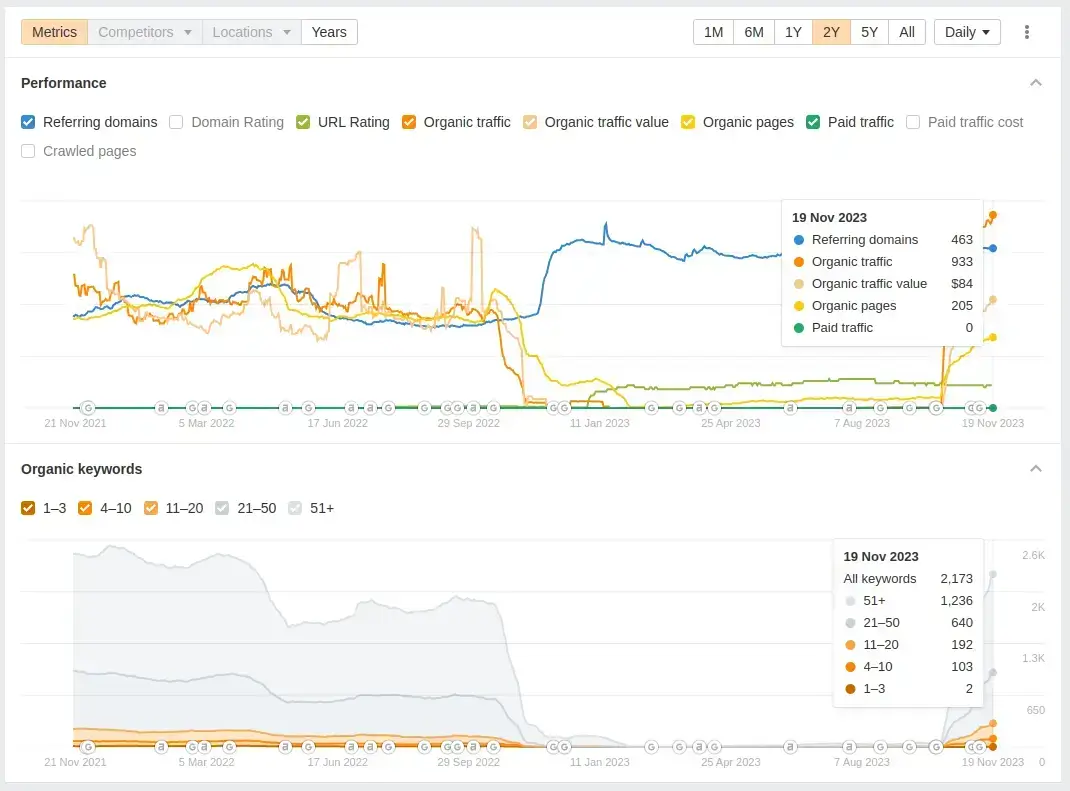 Metrics Competitors Locations Years 1M 6M 1Y 2Y 5Y All Daily
Performance
Referring domains Domain Rating URL Rating Organic traffic Organic traffic value Organic pages Paid traffic Paid traffic cost
Crawled pages
19 Nov 2023
Referring domains 463
Organic traffic 933
Organic traffic value $84
Organic pages 205
Paid traffic 0
G a G a G a G a a G G G G a G G G G G a G a a G G G G G
21 Nov 2021 5 Mar 2022 17 Jun 2022 29 Sep 2022 11 Jan 2023 25 Apr 2023 7 Aug 2023 19 Nov 2023
Organic keywords
1–3 4–10 11–20 21–50 51+
19 Nov 2023
All keywords 2,173
51+ 1,236
21–50 640
11–20 192
4–10 103
1–3 2
2.6K
2K
1.3K
650
G a G a G a G a a G G G G a G G G G G a G a a G G G G G
21 Nov 2021 5 Mar 2022 17 Jun 2022 29 Sep 2022 11 Jan 2023 25 Apr 2023 7 Aug 2023 19 Nov 2023 0